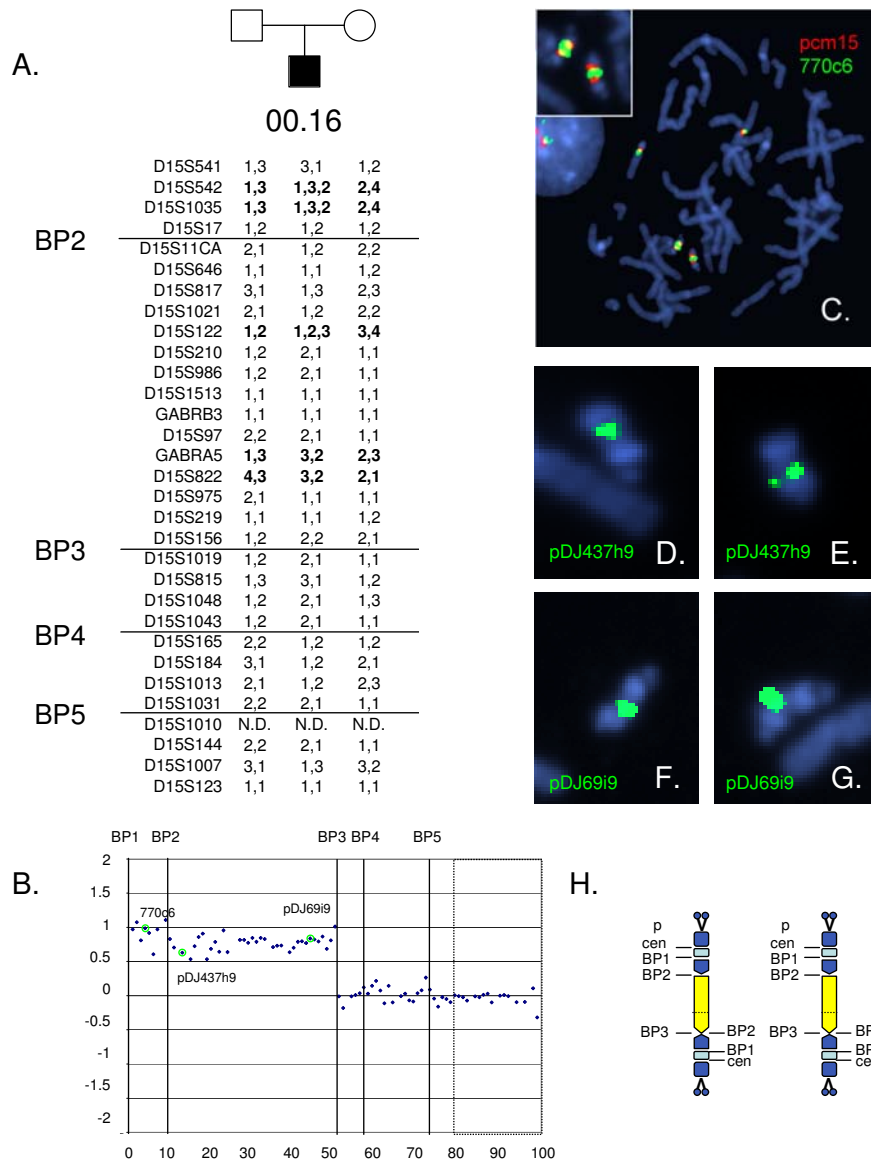 A.
00.16
D15S541 1,3 3,1 1,2
D15S542 1,3 1,3,2 2,4
D15S1035 1,3 1,3,2 2,4
D15S17 1,2 1,2 1,2
BP2
D15S11CA 2,1 1,2 2,2
D15S646 1,1 1,1 1,2
D15S817 3,1 1,3 2,3
D15S1021 2,1 1,2 2,2
D15S122 1,2 1,2,3 3,4
D15S210 1,2 2,1 1,1
D15S986 1,2 2,1 1,1
D15S1513 1,1 1,1 1,1
GABRB3 1,1 1,1 1,1
D15S97 2,2 2,1 1,1
GABRA5 1,3 3,2 2,3
D15S822 4,3 3,2 2,1
D15S975 2,1 1,1 1,1
D15S219 1,1 1,1 1,2
D15S156 1,2 2,2 2,1
BP3
D15S1019 1,2 2,1 1,1
D15S815 1,3 3,1 1,2
D15S1048 1,2 2,1 1,3
D15S1043 1,2 2,1 1,1
BP4
D15S165 2,2 1,2 1,2
D15S184 3,1 1,2 2,1
D15S1013 2,1 1,2 2,3
D15S1031 2,2 2,1 1,1
BP5
D15S1010 N.D. N.D. N.D.
D15S144 2,2 2,1 1,1
D15S1007 3,1 1,3 3,2
D15S123 1,1 1,1 1,1
pcm15
770c6
C.
pDJ437h9 D.
pDJ437h9 E.
pDJ69i9 F.
pDJ69i9 G.
B.
BP1 BP2 BP3 BP4 BP5
2
1.5
1
0.5
0
-0.5
-1
-1.5
-2
770c6
pDJ437h9
pDJ69i9
0 10 20 30 40 50 60 70 80 90 100
H.
p p
cen cen
BP1 BP1
BP2 BP2
BP3 BP2 BP3
BP1
cen